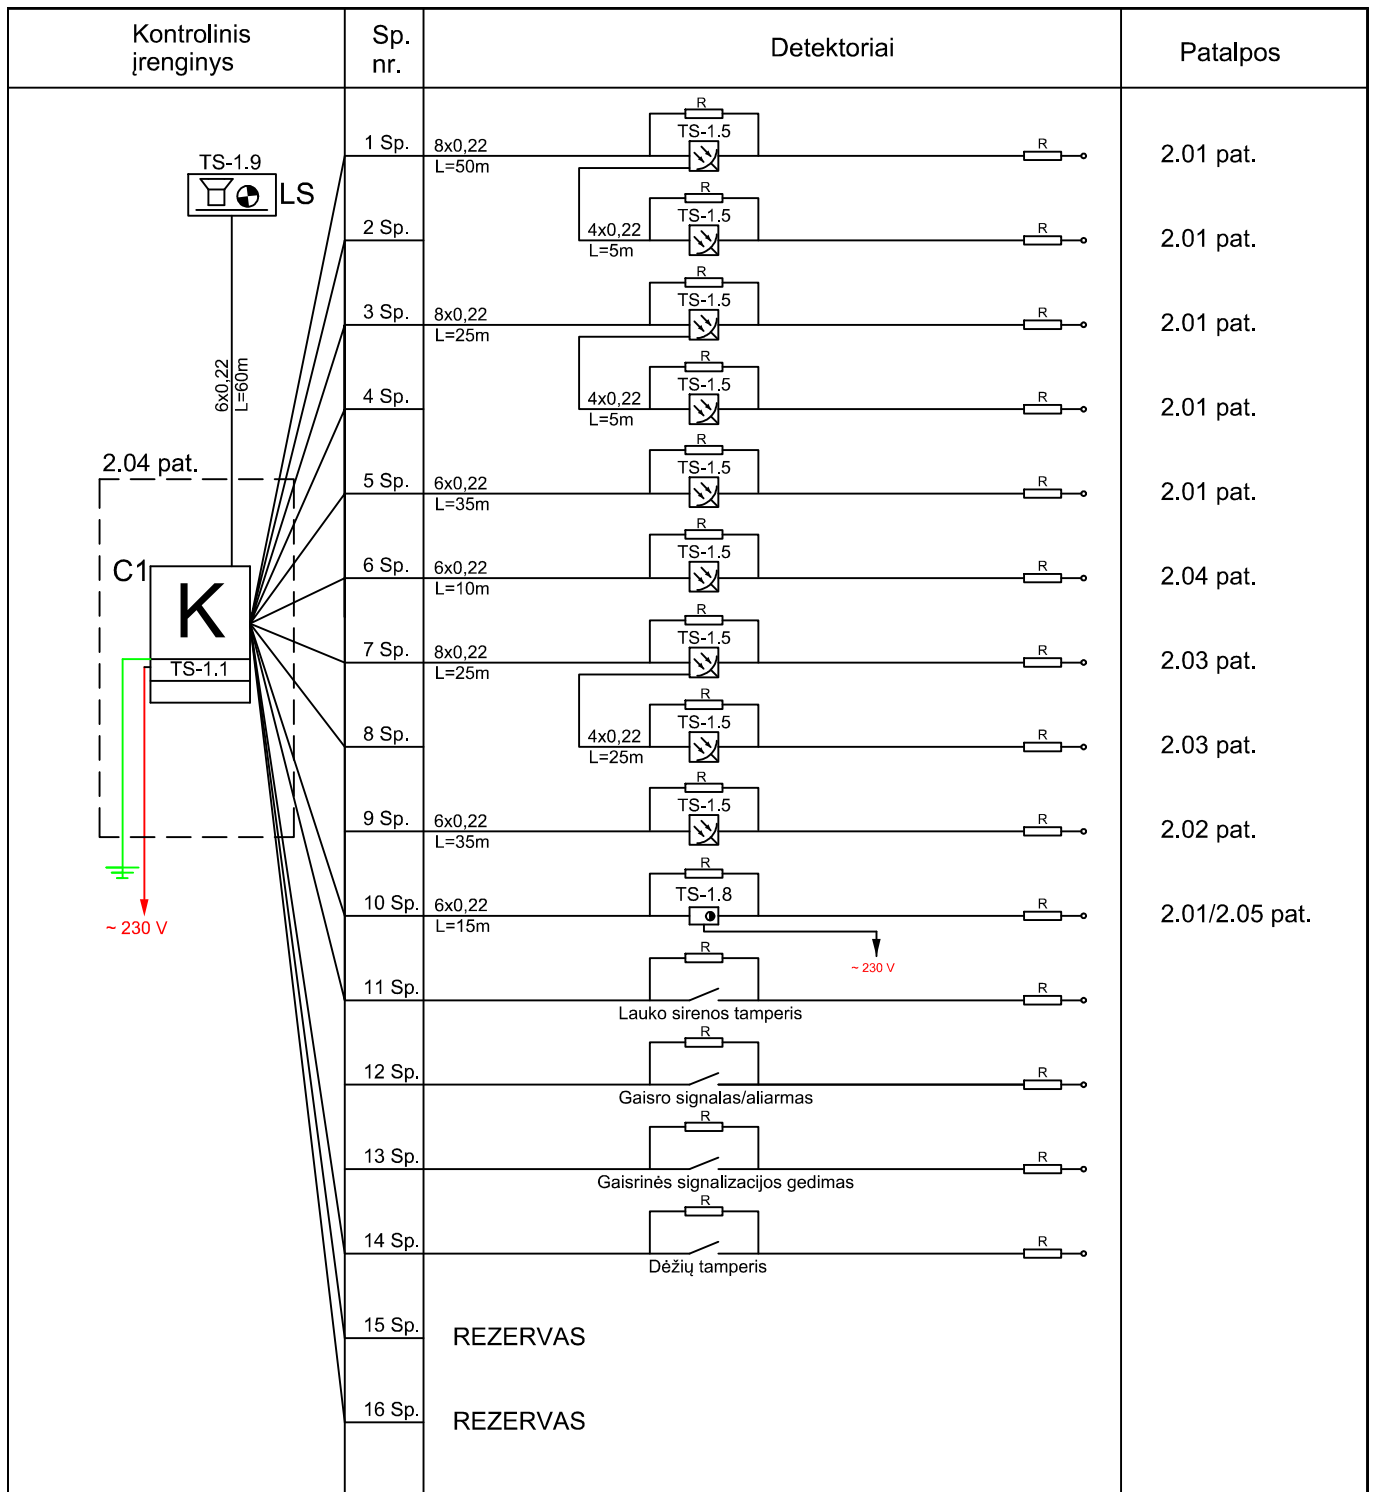 Kontrolinis
įrenginys
Sp.
nr.
Detektoriai
Patalpos
TS-1.9
LS
6x0,22
L=60m
2.04 pat.
C1
K
TS-1.1
~ 230 V
1 Sp.
8x0,22
L=50m
R
TS-1.5
R
2.01 pat.
2 Sp.
4x0,22
L=5m
R
TS-1.5
R
2.01 pat.
3 Sp.
8x0,22
L=25m
R
TS-1.5
R
2.01 pat.
4 Sp.
4x0,22
L=5m
R
TS-1.5
R
2.01 pat.
5 Sp.
6x0,22
L=35m
R
TS-1.5
R
2.01 pat.
6 Sp.
6x0,22
L=10m
R
TS-1.5
R
2.04 pat.
7 Sp.
8x0,22
L=25m
R
TS-1.5
R
2.03 pat.
8 Sp.
4x0,22
L=25m
R
TS-1.5
R
2.03 pat.
9 Sp.
6x0,22
L=35m
R
TS-1.5
R
2.02 pat.
10 Sp.
6x0,22
L=15m
R
TS-1.8
R
~ 230 V
2.01/2.05 pat.
11 Sp.
R
Lauko sirenos tamperis
R
12 Sp.
R
Gaisro signalas/aliarmas
R
13 Sp.
R
Gaisrinės signalizacijos gedimas
R
14 Sp.
R
Dėžių tamperis
R
15 Sp.
REZERVAS
16 Sp.
REZERVAS